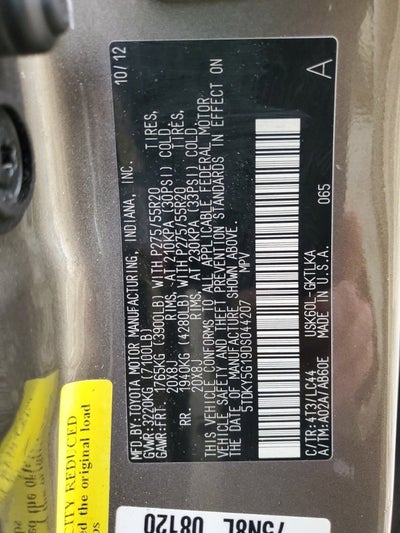 MFD.BY:TOYOTA MOTOR MANUFACTURING, INDIANA, INC. 10/12
GVWR:3220KG (7100LB)
GAWR:FRT. 1765KG (3900LB) WITH P275/55R20 TIRES,
20X8J RIMS, AT 210KPA (30PSI) COLD
RR. 1940KG (4280LB) WITH P275/55R20 TIRES,
20X8J RIMS, AT 230KPA (33PSI) COLD
THIS VEHICLE CONFORMS TO ALL APPLICABLE FEDERAL MOTOR
VEHICLE SAFETY AND THEFT PREVENTION STANDARDS IN EFFECT ON
THE DATE OF MANUFACTURE SHOWN ABOVE.
5TDKY5G19DS044207 MPV
A
065
C/TR:4T3/LC44 USK60L-GKTLKA
A/TM:A02A/AB60E MADE IN U.S.A.
CITY REDUCED
ed the original load
08120